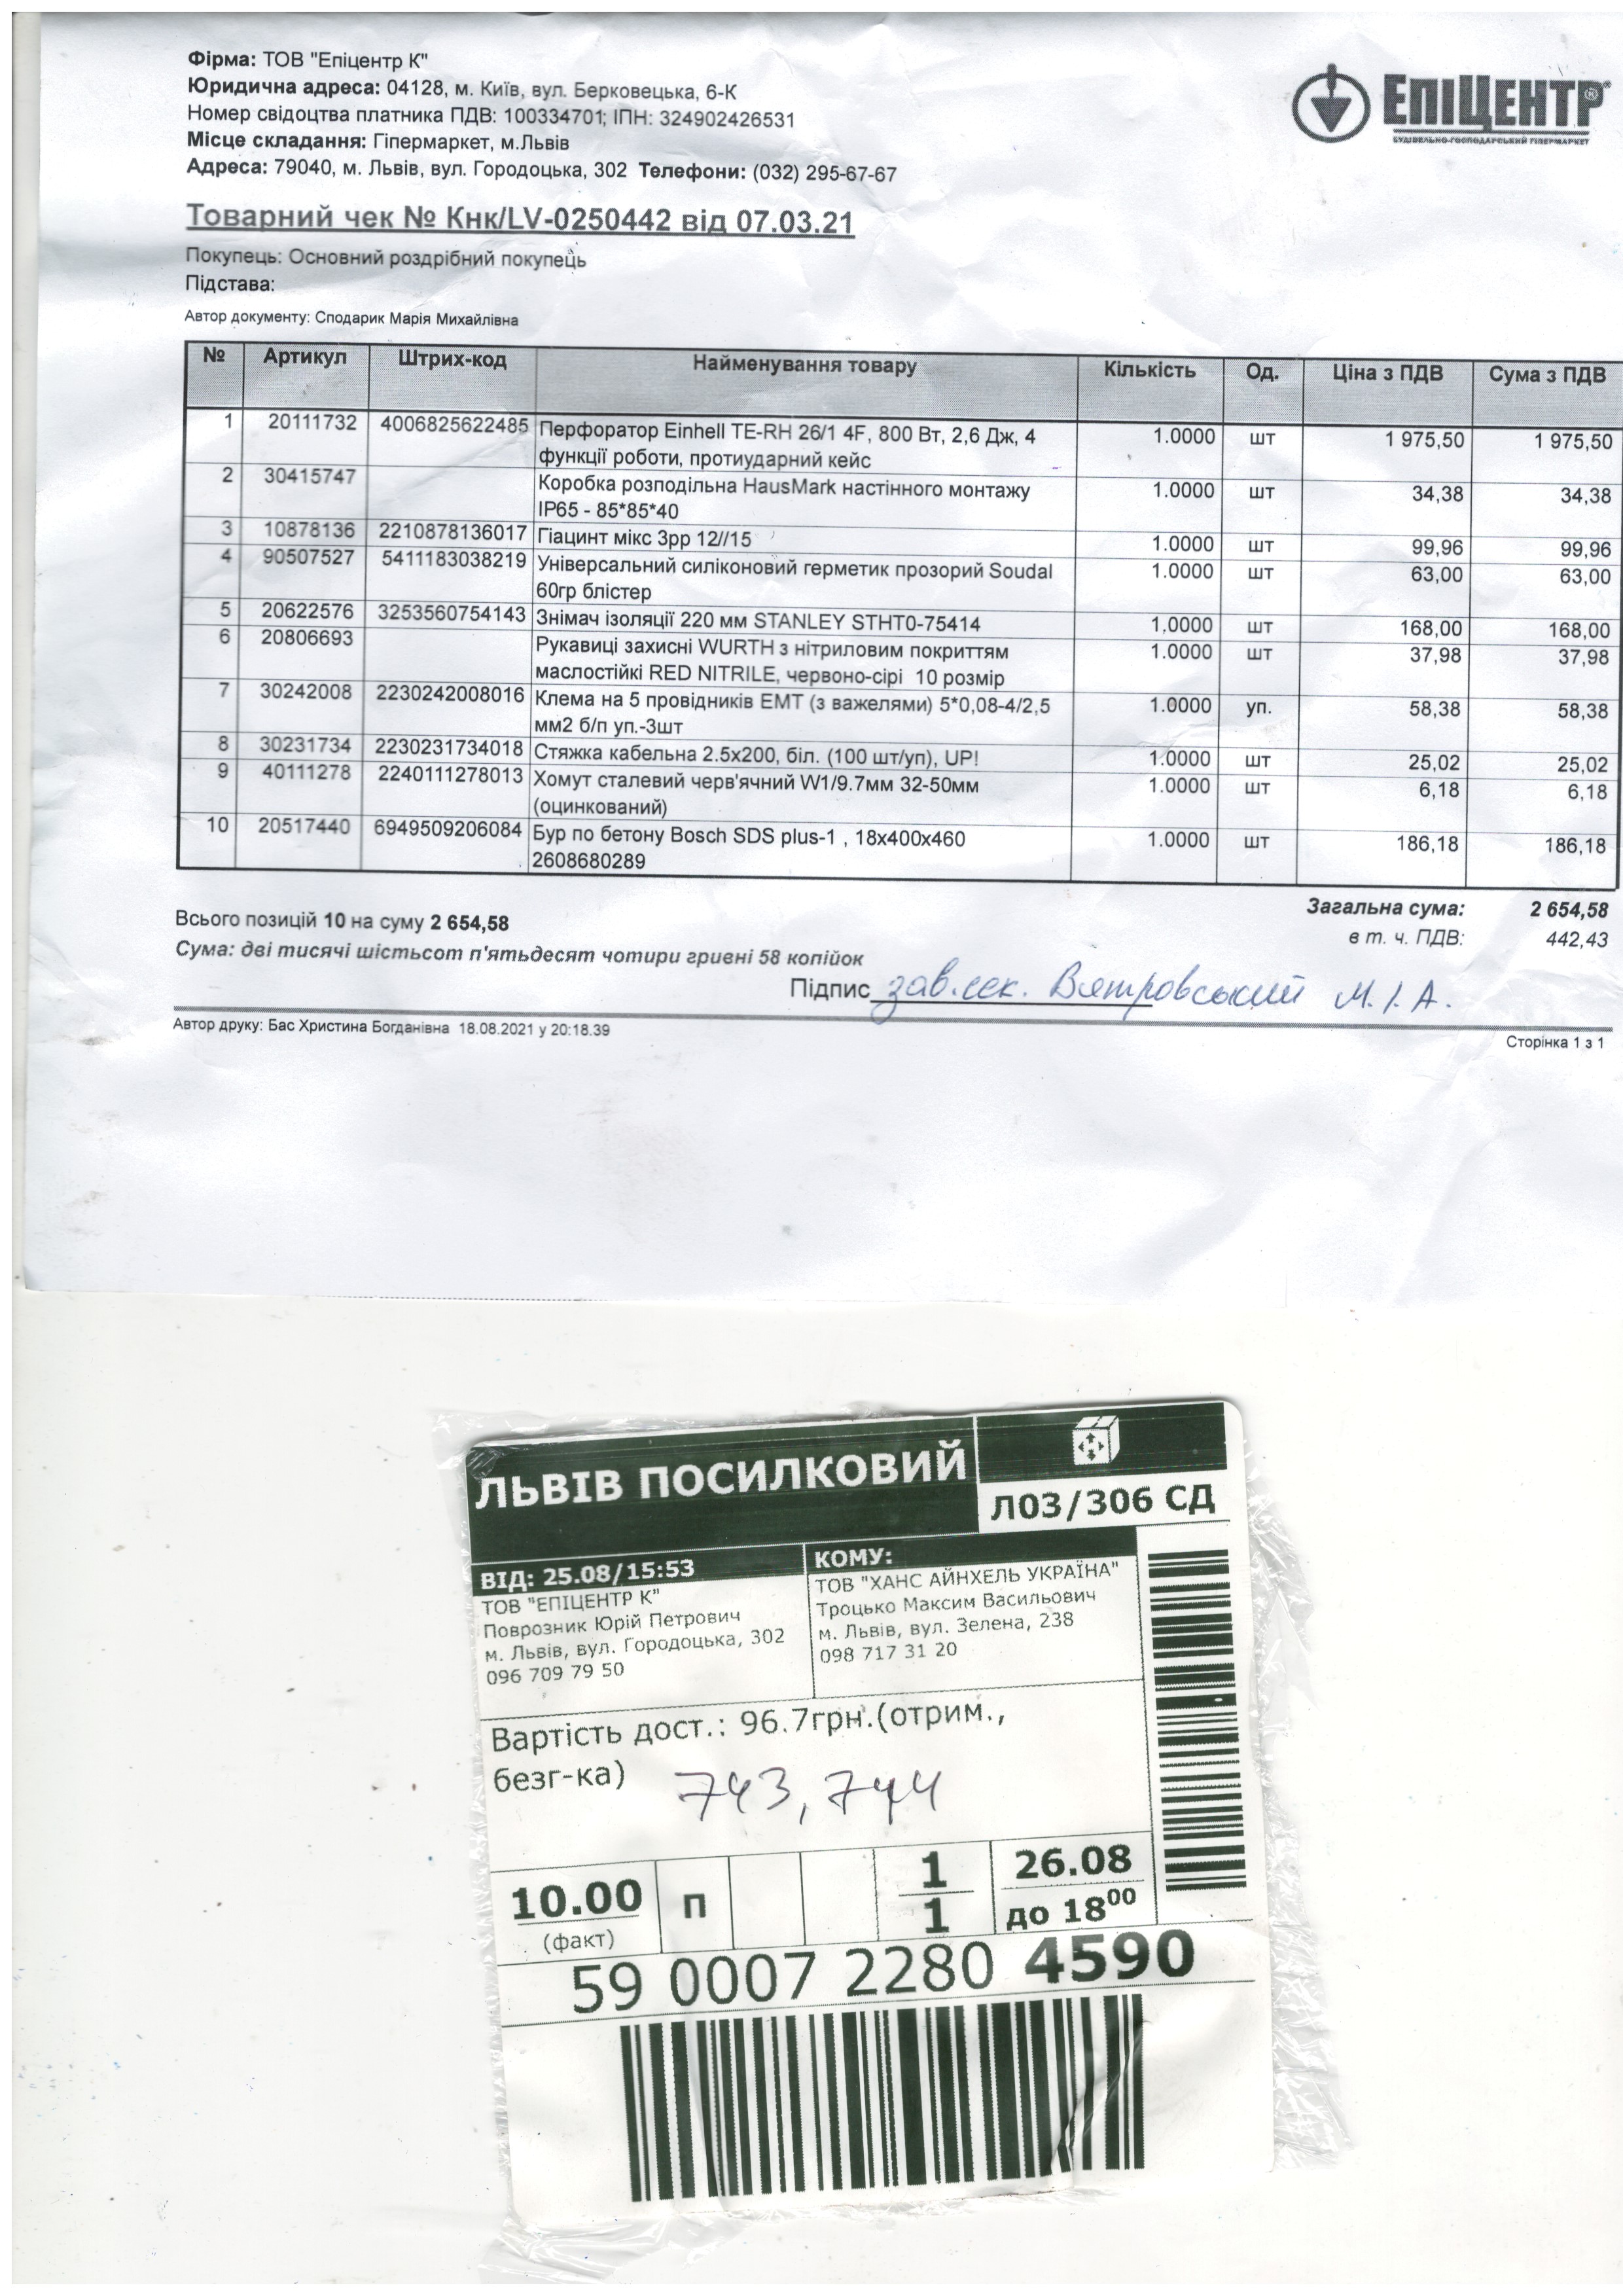 Фірма: ТОВ "Епіцентр К"
Юридична адреса: 04128, м. Київ, вул. Берковецька, 6-К
Номер свідоцтва платника ПДВ: 100334701; ІПН: 324902426531
Місце складання: Гіпермаркет, м.Львів
Адреса: 79040, м. Львів, вул. Городоцька, 302 Телефони: (032) 295-67-67
ЕПІЦЕНТР®
БУДІВЕЛЬНО-ГОСПОДАРСЬКИЙ ГІПЕРМАРКЕТ
Товарний чек № Кнк/LV-0250442 від 07.03.21
Покупець: Основний роздрібний покупець
Підстава:
Автор документу: Сподарик Марія Михайлівна
№ Артикул Штрих-код Найменування товару Кількість Од. Ціна з ПДВ Сума з ПДВ
1 20111732 4006825622485 Перфоратор Einhell TE-RH 26/1 4F, 800 Вт, 2,6 Дж, 4 1.0000 шт 1 975,50 1 975,50
функції роботи, протиударний кейс
2 30415747 Коробка розподільна HausMark настінного монтажу 1.0000 шт 34,38 34,38
IP65 - 85*85*40
3 10878136 2210878136017 Гіацинт мікс 3рр 12//15 1.0000 шт 99,96 99,96
4 90507527 5411183038219 Універсальний силіконовий герметик прозорий Soudal 1.0000 шт 63,00 63,00
60гр блістер
5 20622576 3253560754143 Знімач ізоляції 220 мм STANLEY STHT0-75414 1.0000 шт 168,00 168,00
6 20806693 Рукавиці захисні WURTH з нітриловим покриттям 1.0000 шт 37,98 37,98
маслостійкі RED NITRILE, червоно-сірі 10 розмір
7 30242008 2230242008016 Клема на 5 провідників ЕМТ (з важелями) 5*0,08-4/2,5 1.0000 уп. 58,38 58,38
мм2 б/п уп.-3шт
8 30231734 2230231734018 Стяжка кабельна 2.5х200, біл. (100 шт/уп), UP! 1.0000 шт 25,02 25,02
9 40111278 2240111278013 Хомут сталевий черв'ячний W1/9.7мм 32-50мм 1.0000 шт 6,18 6,18
(оцинкований)
10 20517440 6949509206084 Бур по бетону Bosch SDS plus-1 , 18х400х460 1.0000 шт 186,18 186,18
2608680289
Всього позицій 10 на суму 2 654,58
Загальна сума: 2 654,58
Сума: дві тисячі шістьсот п'ятьдесят чотири гривні 58 копійок
в т. ч. ПДВ: 442,43
Підпис зав.сек. Вятровський М.І.А.
Автор друку: Бас Христина Богданівна 18.08.2021 у 20:18.39
Сторінка 1 з 1
ЛЬВІВ ПОСИЛКОВИЙ
Л03/306 СД
ВІД: 25.08/15:53
ТОВ "ЕПІЦЕНТР К"
Поврозник Юрій Петрович
м. Львів, вул. Городоцька, 302
096 709 79 50
КОМУ:
ТОВ "ХАНС АЙНХЕЛЬ УКРАЇНА"
Троцько Максим Васильович
м. Львів, вул. Зелена, 238
098 717 31 20
Вартість дост.: 96.7грн.(отрим.,
безг-ка) 743,744
10.00
(факт)
П
1
1
26.08
до 18⁰⁰
59 0007 2280 4590